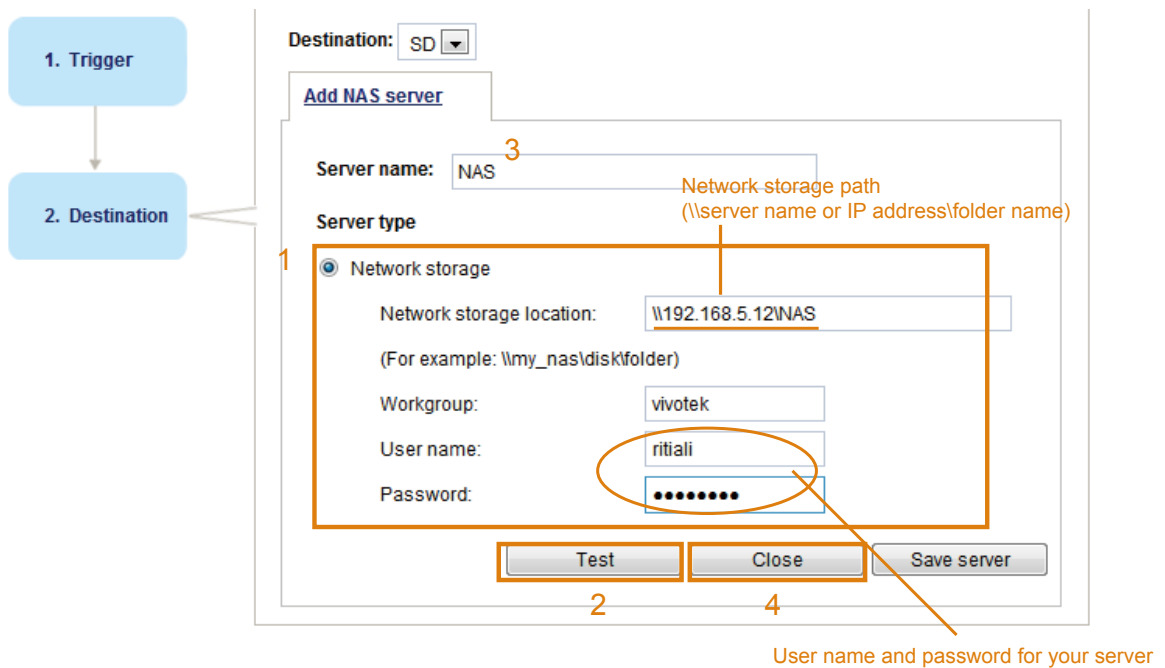 1. Trigger
2. Destination
Destination: SD
Add NAS server
3
Server name: NAS
Network storage path
(\\server name or IP address\folder name)
Server type
1
Network storage
Network storage location: \\192.168.5.12\NAS
(For example: \\my_nas\disk\folder)
Workgroup: vivotek
User name: ritiali
Password: ●●●●●●●●
Test Close Save server
2 4
User name and password for your server